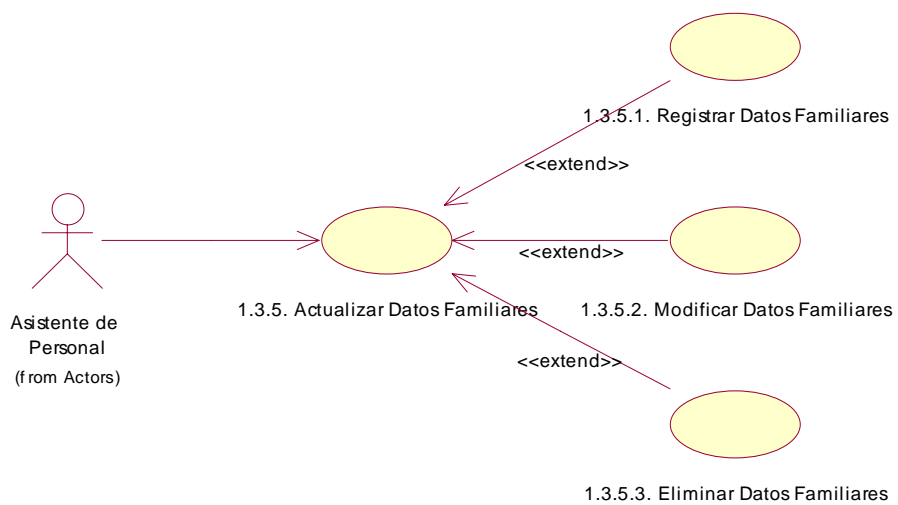 1.3.5.1. Registrar Datos Familiares
<<extend>>
<<extend>>
1.3.5. Actualizar Datos Familiares
1.3.5.2. Modificar Datos Familiares
Asistente de
Personal
(from Actors)
<<extend>>
1.3.5.3. Eliminar Datos Familiares